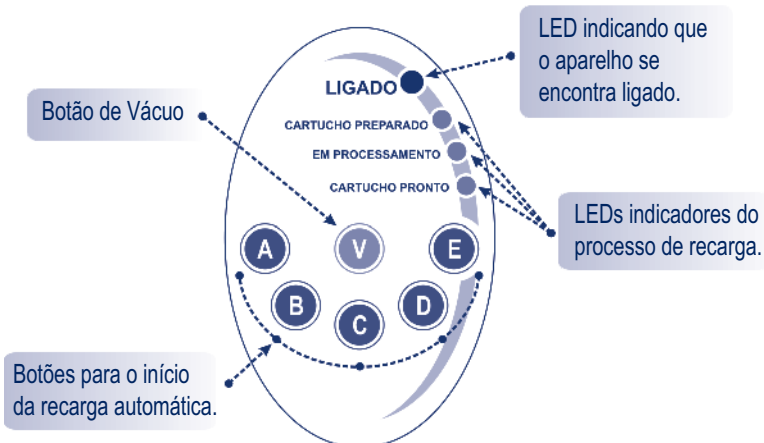 LED indicando que
o aparelho se
encontra ligado.
LIGADO
Botão de Vácuo
CARTUCHO PREPARADO
EM PROCESSAMENTO
CARTUCHO PRONTO
LEDs indicadores do
processo de recarga.
A
V
E
B
C
D
Botões para o início
da recarga automática.